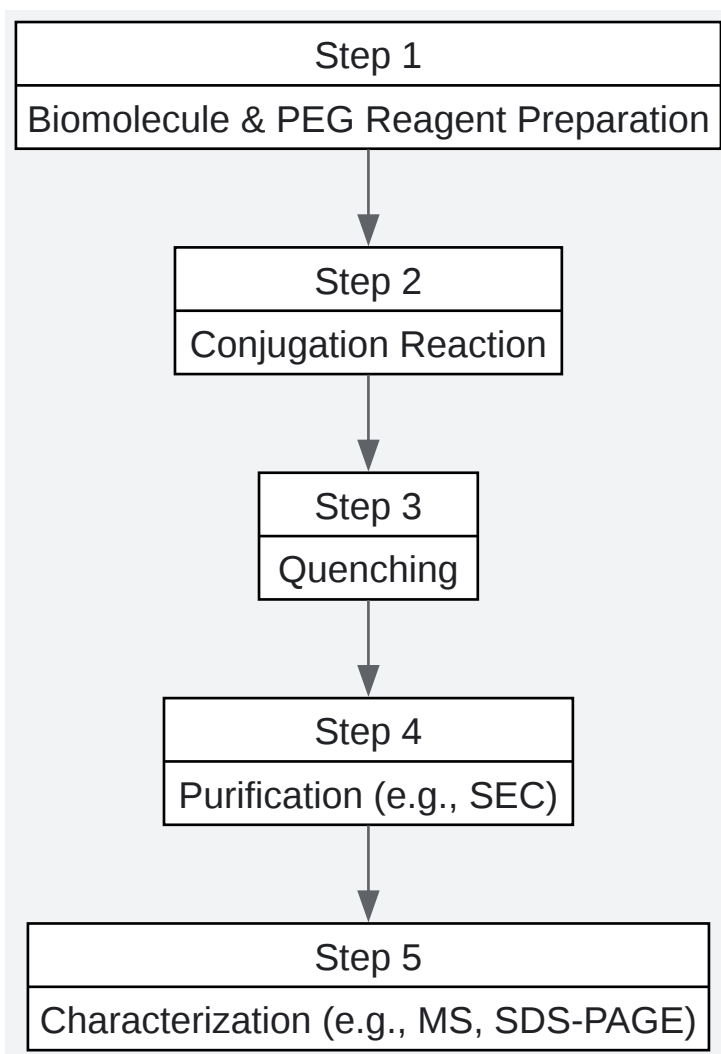 Step 1
Biomolecule & PEG Reagent Preparation
Step 2
Conjugation Reaction
Step 3
Quenching
Step 4
Purification (e.g., SEC)
Step 5
Characterization (e.g., MS, SDS-PAGE)